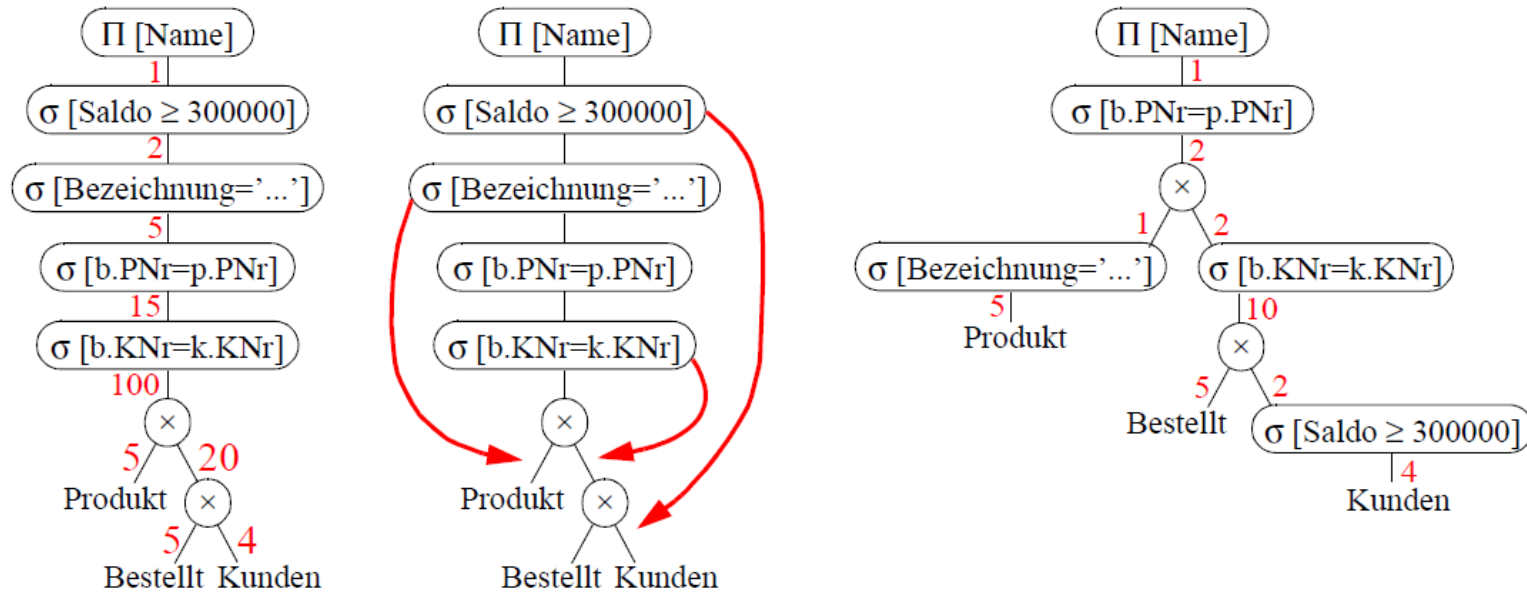 Π [Name]
1
σ [Saldo ≥ 300000]
2
σ [Bezeichnung=’...’]
5
σ [b.PNr=p.PNr]
15
σ [b.KNr=k.KNr]
100
×
5 20
Produkt ×
5 4
Bestellt Kunden
Π [Name]
σ [Saldo ≥ 300000]
σ [Bezeichnung=’...’]
σ [b.PNr=p.PNr]
σ [b.KNr=k.KNr]
×
Produkt ×
Bestellt Kunden
Π [Name]
1
σ [b.PNr=p.PNr]
2
×
1 2
σ [Bezeichnung=’...’] σ [b.KNr=k.KNr]
5 10
Produkt ×
5 2
Bestellt σ [Saldo ≥ 300000]
4
Kunden